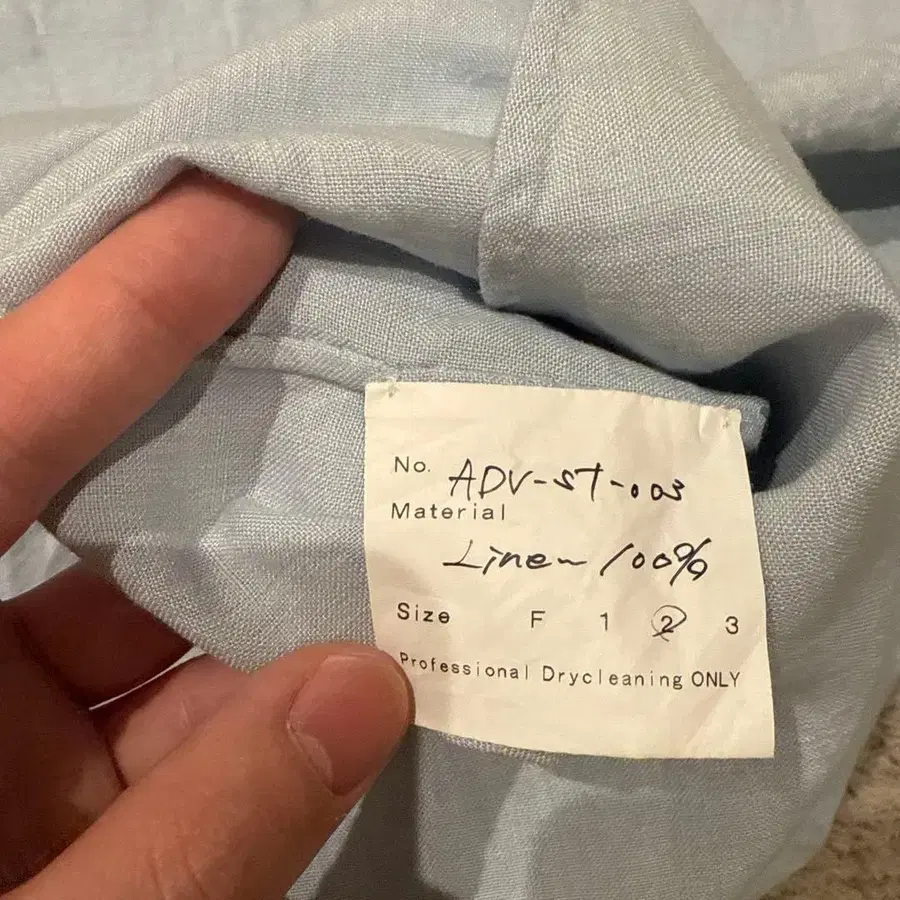 No. ADV-ST-003
Material
Linen 100%
Size F 1 2 3
Professional Drycleaning ONLY